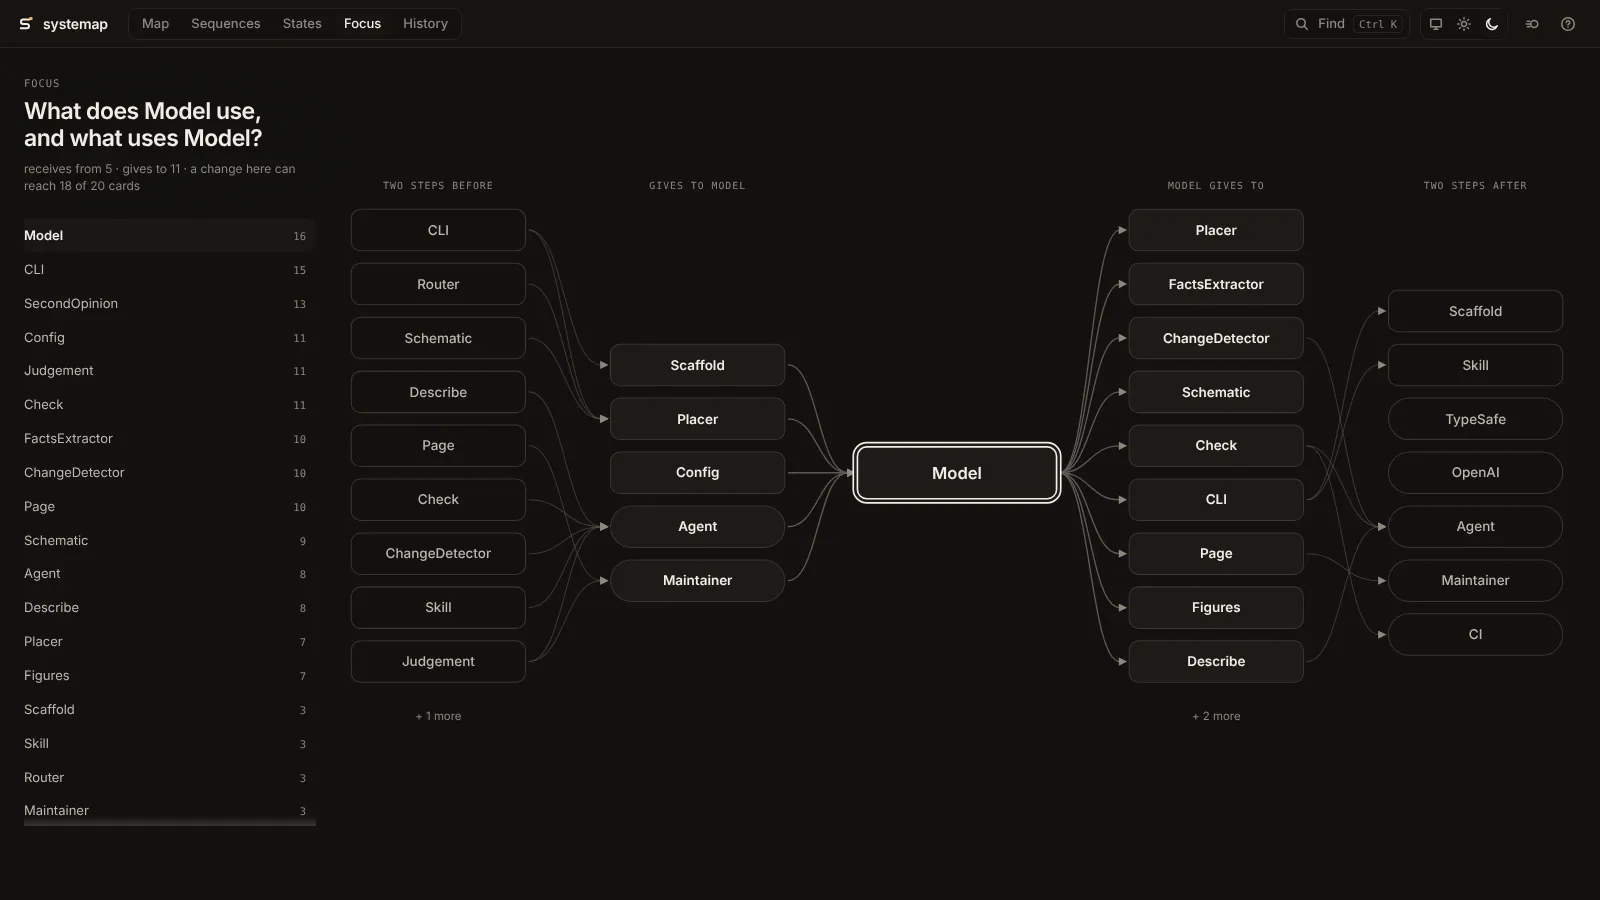 systemap
Map
Sequences
States
Focus
History
Find
Ctrl K
FOCUS
What does Model use,
and what uses Model?
receives from 5 · gives to 11 · a change here can
reach 18 of 20 cards
Model 16
CLI 15
SecondOpinion 13
Config 11
Judgement 11
Check 11
FactsExtractor 10
ChangeDetector 10
Page 10
Schematic 9
Agent 8
Describe 8
Placer 7
Figures 7
Scaffold 3
Skill 3
Router 3
Maintainer 3
TWO STEPS BEFORE
CLI
Router
Schematic
Describe
Page
Check
ChangeDetector
Skill
Judgement
+ 1 more
GIVES TO MODEL
Scaffold
Placer
Config
Agent
Maintainer
Model
MODEL GIVES TO
Placer
FactsExtractor
ChangeDetector
Schematic
Check
CLI
Page
Figures
Describe
+ 2 more
TWO STEPS AFTER
Scaffold
Skill
TypeSafe
OpenAI
Agent
Maintainer
CI